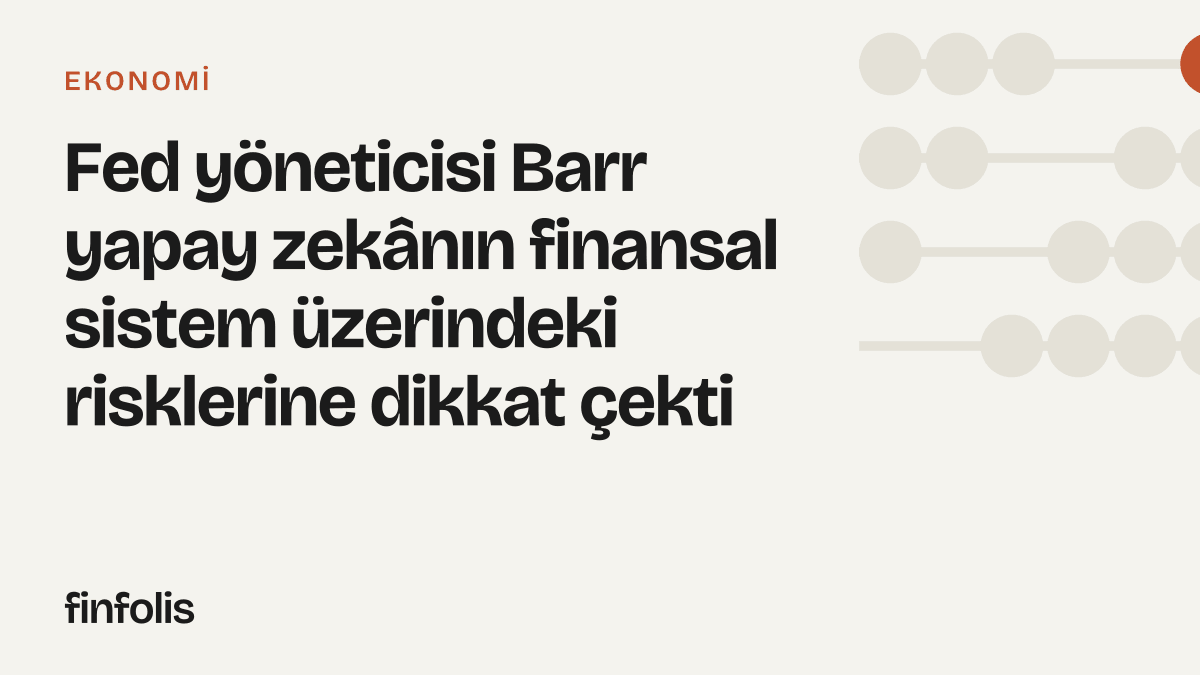 EKONOMİ
Fed yöneticisi Barr
yapay zekânın finansal
sistem üzerindeki
risklerine dikkat çekti
finfolis